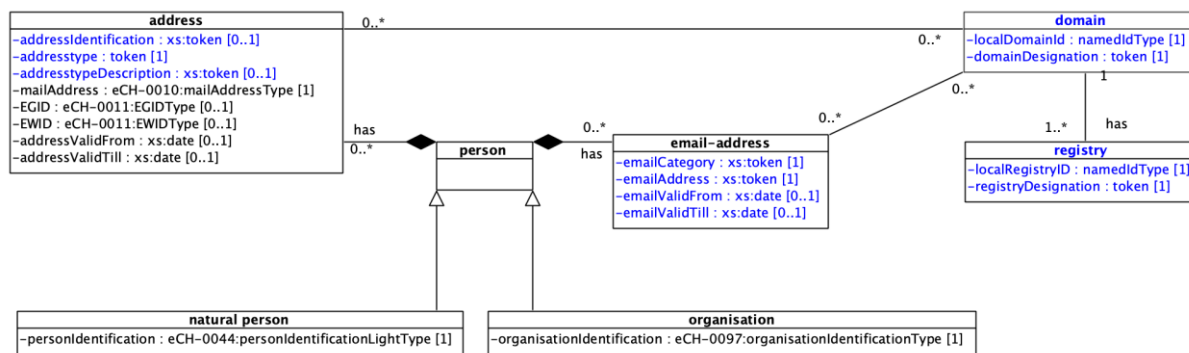 address
-addressIdentification : xs:token [0..1]
-addresstype : token [1]
-addresstypeDescription : xs:token [0..1]
-mailAddress : eCH-0010:mailAddressType [1]
-EGID : eCH-0011:EGIDType [0..1]
-EWID : eCH-0011:EWIDType [0..1]
-addressValidFrom : xs:date [0..1]
-addressValidTill : xs:date [0..1]
0..*
0..*
domain
-localDomainId : namedIdType [1]
-domainDesignation : token [1]
0..*
1
0..*
has
0..*
person
0..*
has
email-address
-emailCategory : xs:token [1]
-emailAddress : xs:token [1]
-emailValidFrom : xs:date [0..1]
-emailValidTill : xs:date [0..1]
1..*
has
registry
-localRegistryID : namedIdType [1]
-registryDesignation : token [1]
natural person
-personIdentification : eCH-0044:personIdentificationLightType [1]
organisation
-organisationIdentification : eCH-0097:organisationIdentificationType [1]